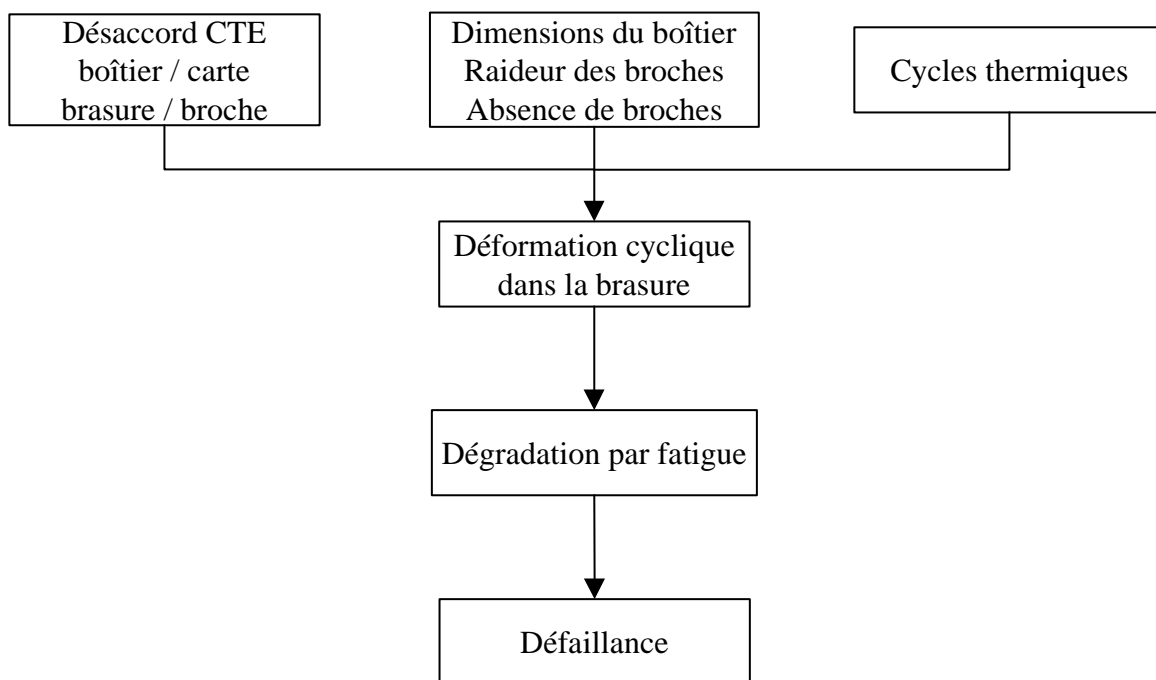 Désaccord CTE
boîtier / carte
brasure / broche
Dimensions du boîtier
Raideur des broches
Absence de broches
Cycles thermiques
Déformation cyclique
dans la brasure
Dégradation par fatigue
Défaillance